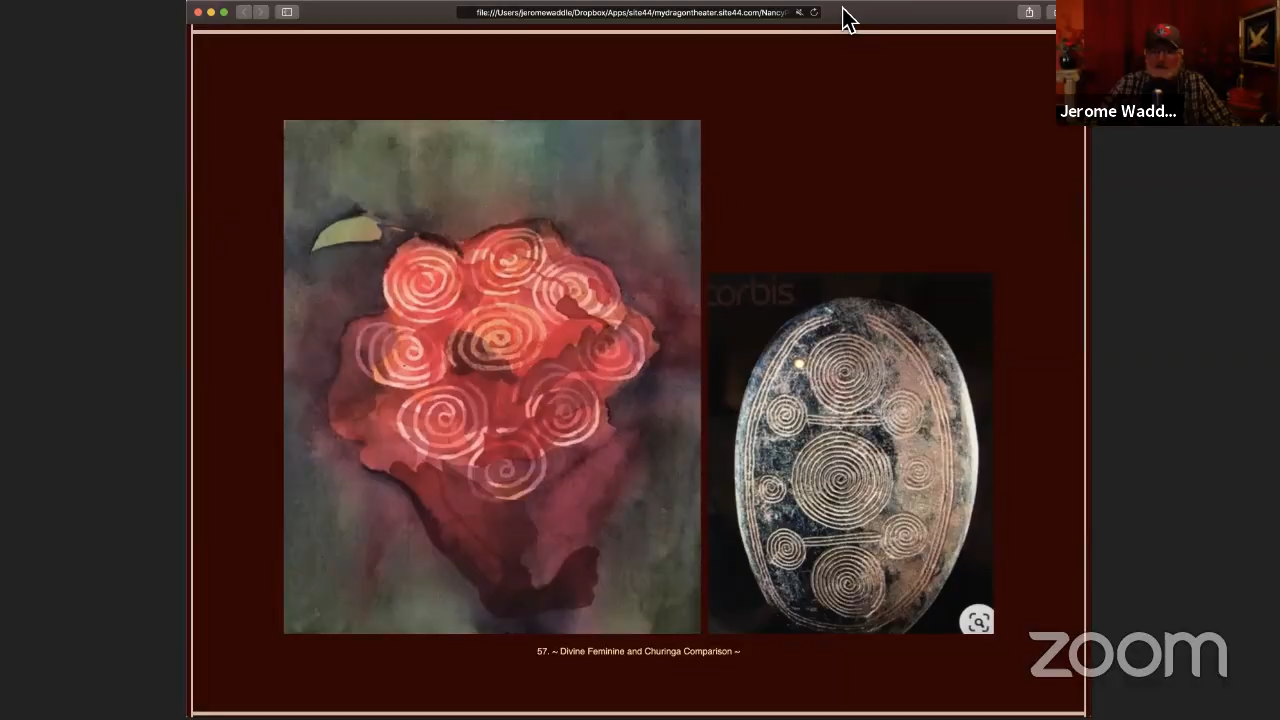 file:///Users/jeromewaddle/Dropbox/Apps/site44/mydragontheater.site44.com/Nancy
Jerome Wadd...
corbis
57. ~ Divine Feminine and Churinga Comparison ~
zoom